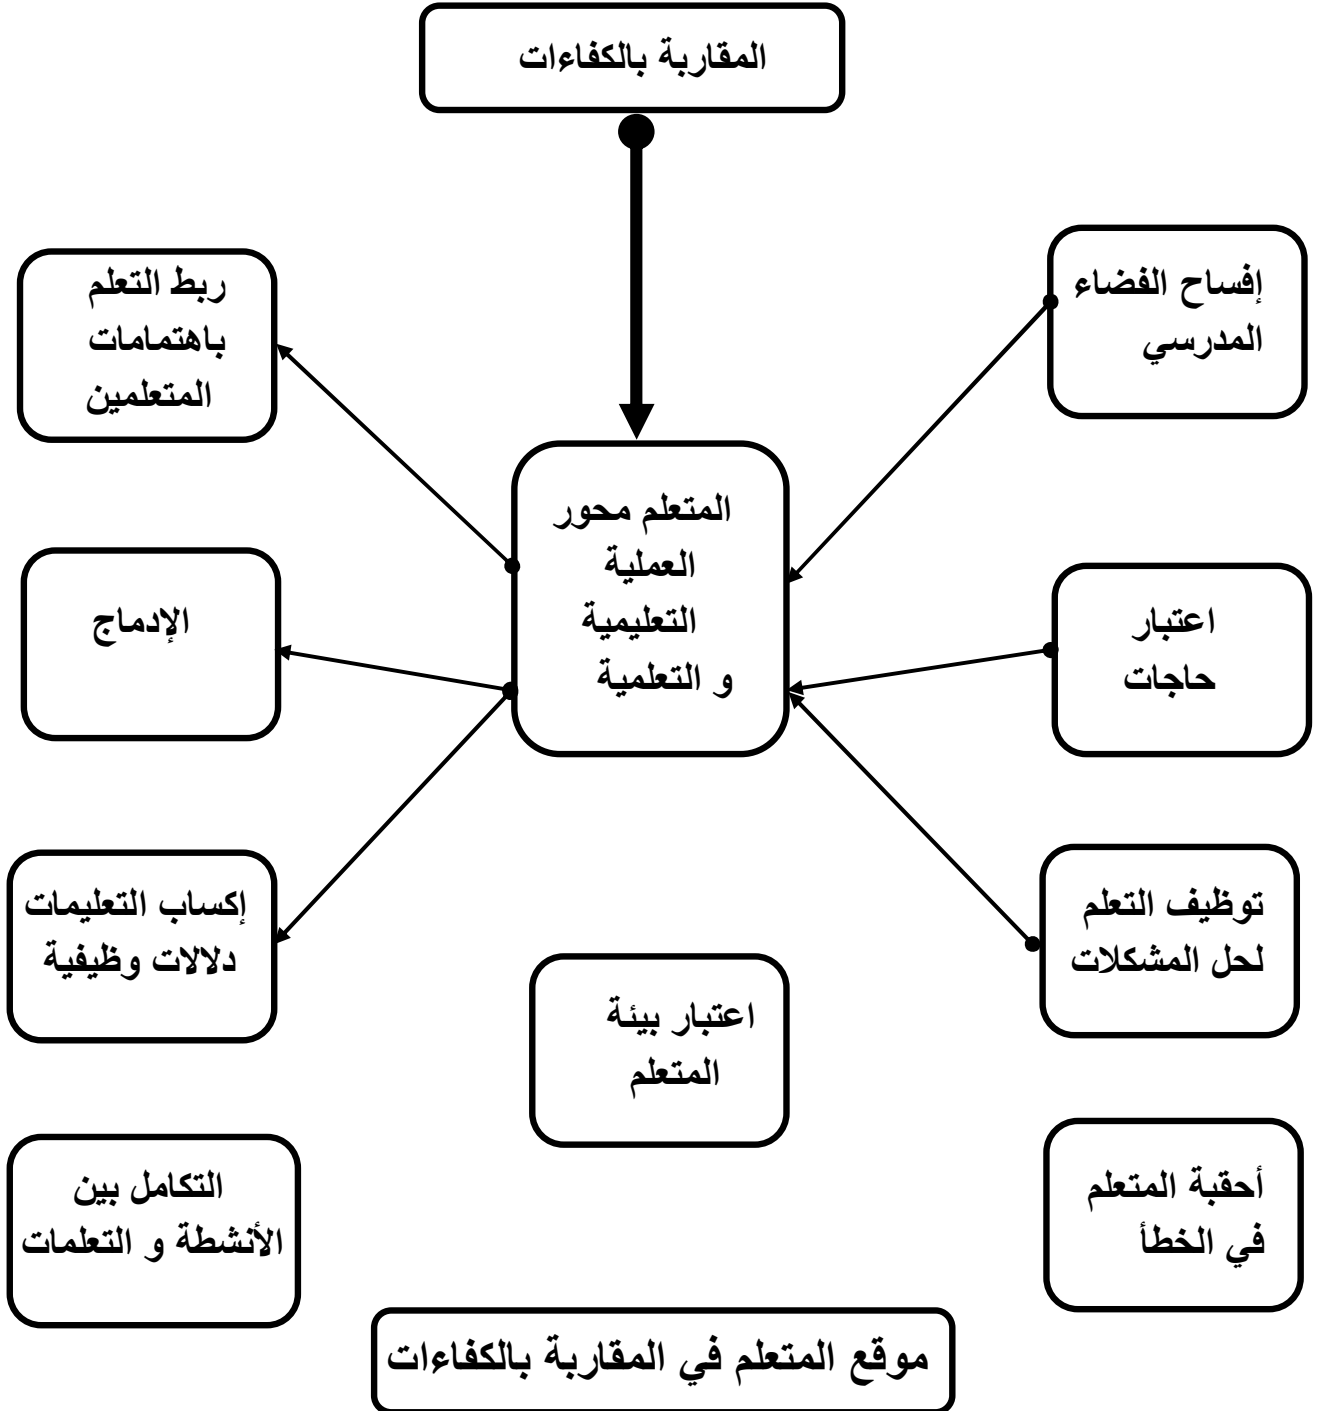 المقاربة بالكفاءات
إفساح الفضاء
المدرسي
ربط التعلم
باهتمامات
المتعلمين
المتعلم محور
العملية
التعليمية
و التعلمية
اعتبار
حاجات
الإدماج
توظيف التعلم
لحل المشكلات
إكساب التعليمات
دلالات وظيفية
اعتبار بيئة
المتعلم
أحقبة المتعلم
في الخطأ
التكامل بين
الأنشطة و التعلمات
موقع المتعلم في المقاربة بالكفاءات